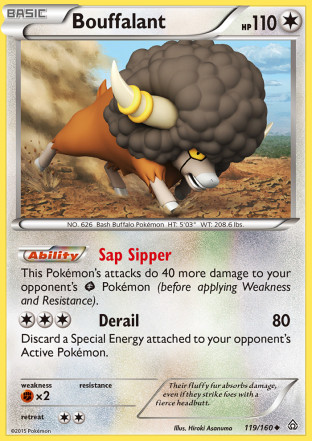 BASIC
Bouffalant
HP110
NO. 626 Bash Buffalo Pokémon HT: 5'03" WT: 208.6 lbs.
Ability Sap Sipper
This Pokémon's attacks do 40 more damage to your
opponent's Pokémon (before applying Weakness
and Resistance).
Derail 80
Discard a Special Energy attached to your opponent's
Active Pokémon.
weakness resistance
×2
retreat
Their fluffy fur absorbs damage,
even if they strike foes with a
fierce headbutt.
©2015 Pokémon
Illus. Hiroki Asanuma
119/160